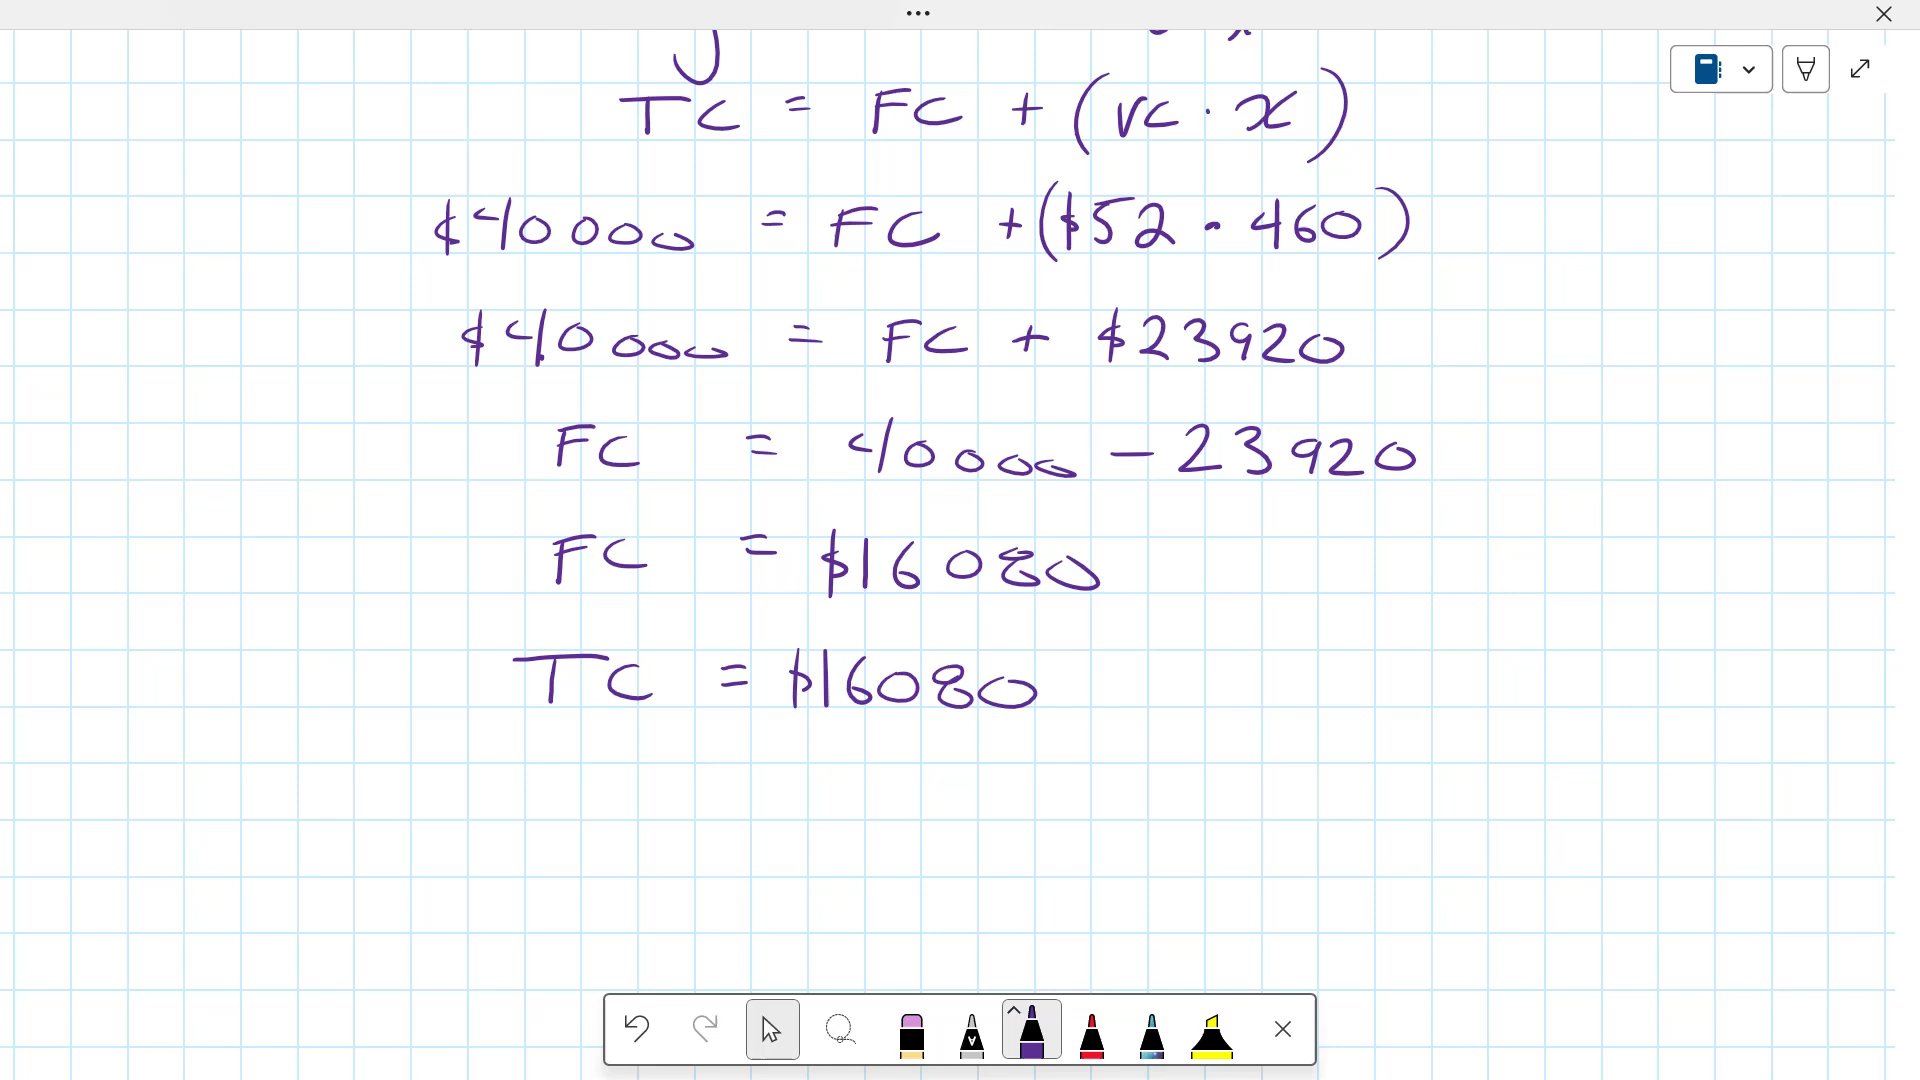 TC = FC + (VC · x)
$40000 = FC + ($52 · 460)
$40000 = FC + $23920
FC = 40000 - 23920
FC = $16080
TC = $16080